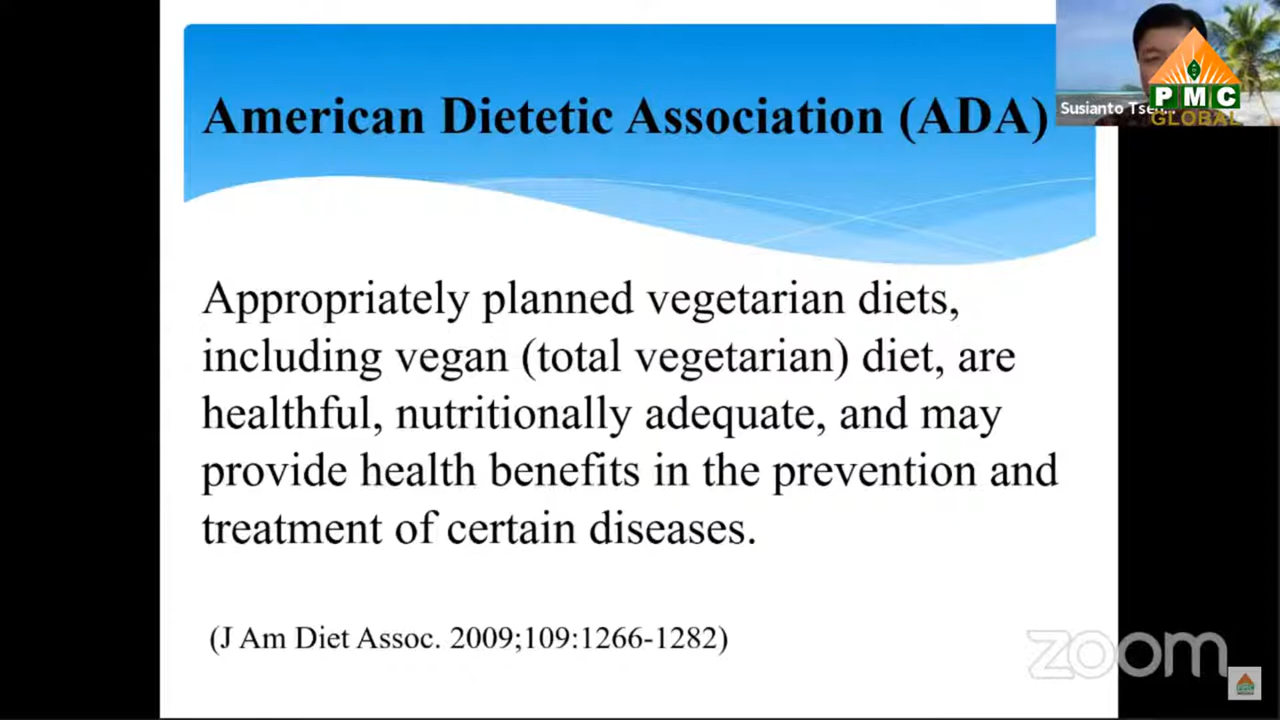 American Dietetic Association (ADA)
Susianto
PMC
GLOBAL
Appropriately planned vegetarian diets,
including vegan (total vegetarian) diet, are
healthful, nutritionally adequate, and may
provide health benefits in the prevention and
treatment of certain diseases.
(J Am Diet Assoc. 2009;109:1266-1282)
zoom